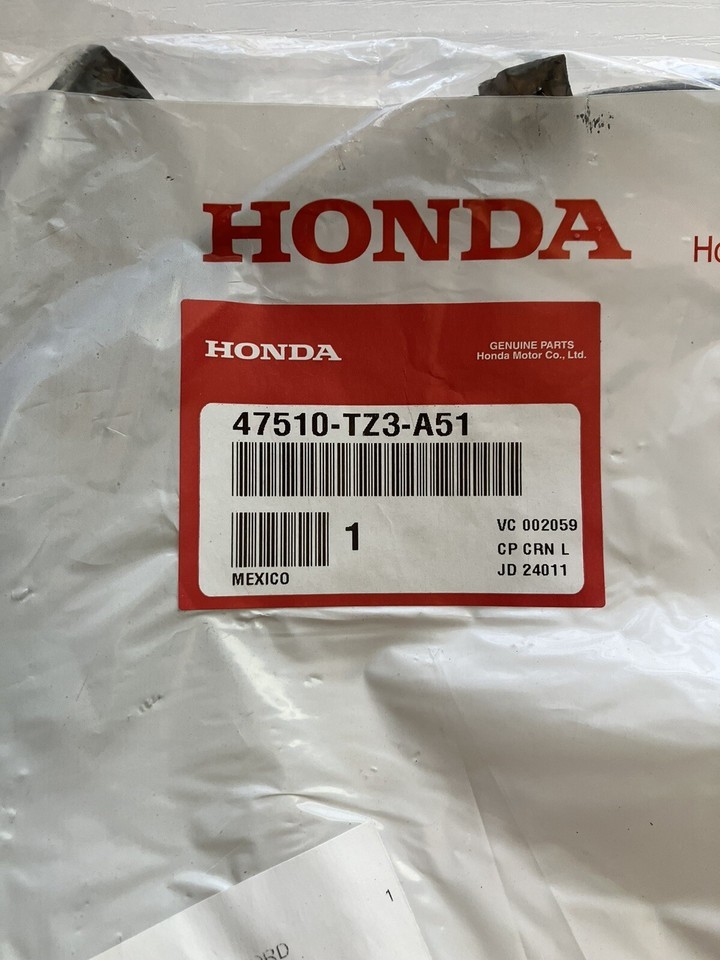 HONDA
Ho
HONDA
GENUINE PARTS
Honda Motor Co., Ltd.
47510-TZ3-A51
1
VC 002059
CP CRN L
JD 24011
MEXICO
1
ORD